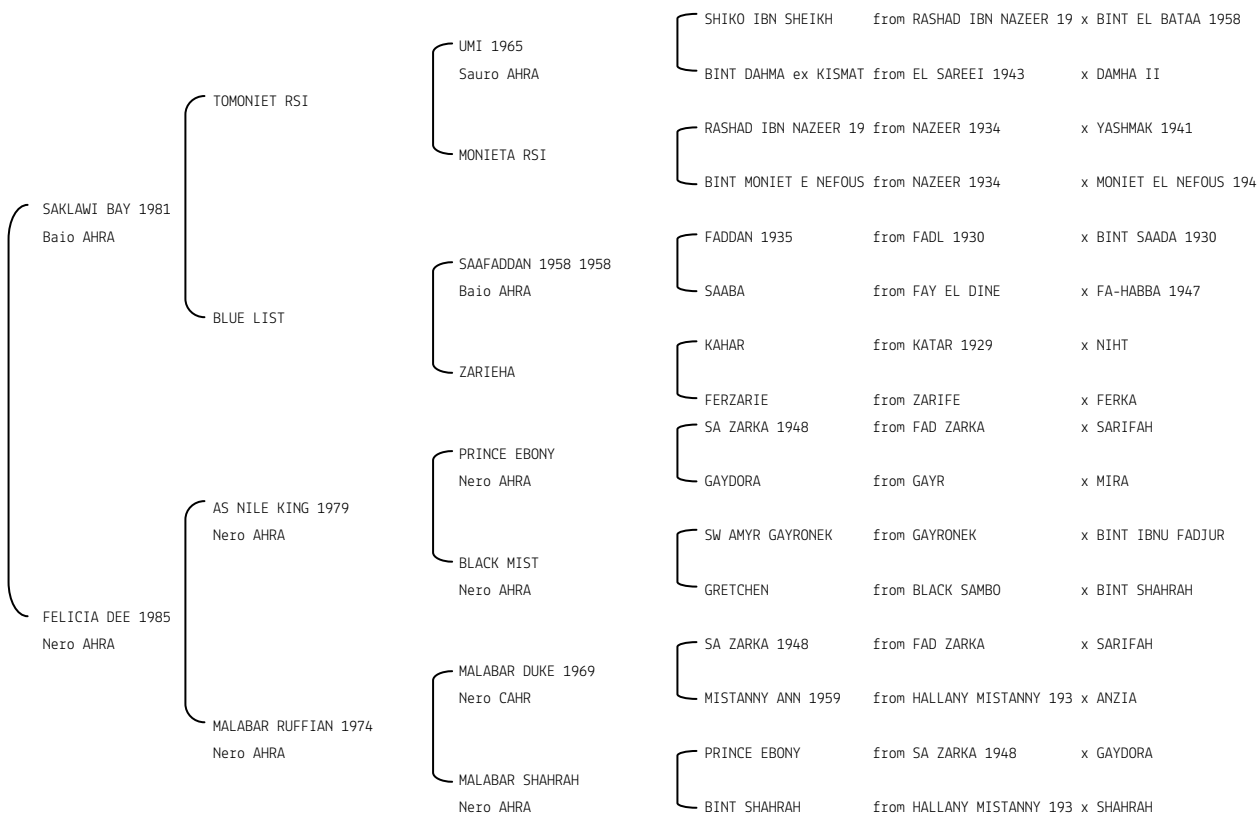 SHIKO IBN SHEIKH from RASHAD IBN NAZEER 19 x BINT EL BATAA 1958
UMI 1965
Sauro AHRA
BINT DAHMA ex KISMAT from EL SAREEI 1943 x DAMHA II
TOMONIET RSI
RASHAD IBN NAZEER 19 from NAZEER 1934 x YASHMAK 1941
MONIETA RSI
BINT MONIET E NEFOUS from NAZEER 1934 x MONIET EL NEFOUS 194
SAKLAWI BAY 1981
Baio AHRA
FADDAN 1935 from FADL 1930 x BINT SAADA 1930
SAAFADDAN 1958 1958
Baio AHRA
SAABA from FAY EL DINE x FA-HABBA 1947
BLUE LIST
KAHAR from KATAR 1929 x NIHT
ZARIEHA
FERZARIE from ZARIFE x FERKA
SA ZARKA 1948 from FAD ZARKA x SARIFAH
PRINCE EBONY
Nero AHRA
GAYDORA from GAYR x MIRA
AS NILE KING 1979
Nero AHRA
SW AMYR GAYRONEK from GAYRONEK x BINT IBNU FADJUR
BLACK MIST
Nero AHRA
GRETCHEN from BLACK SAMBO x BINT SHAHRAH
FELICIA DEE 1985
Nero AHRA
SA ZARKA 1948 from FAD ZARKA x SARIFAH
MALABAR DUKE 1969
Nero CAHR
MISTANNY ANN 1959 from HALLANY MISTANNY 193 x ANZIA
MALABAR RUFFIAN 1974
Nero AHRA
PRINCE EBONY from SA ZARKA 1948 x GAYDORA
MALABAR SHAHRAH
Nero AHRA
BINT SHAHRAH from HALLANY MISTANNY 193 x SHAHRAH